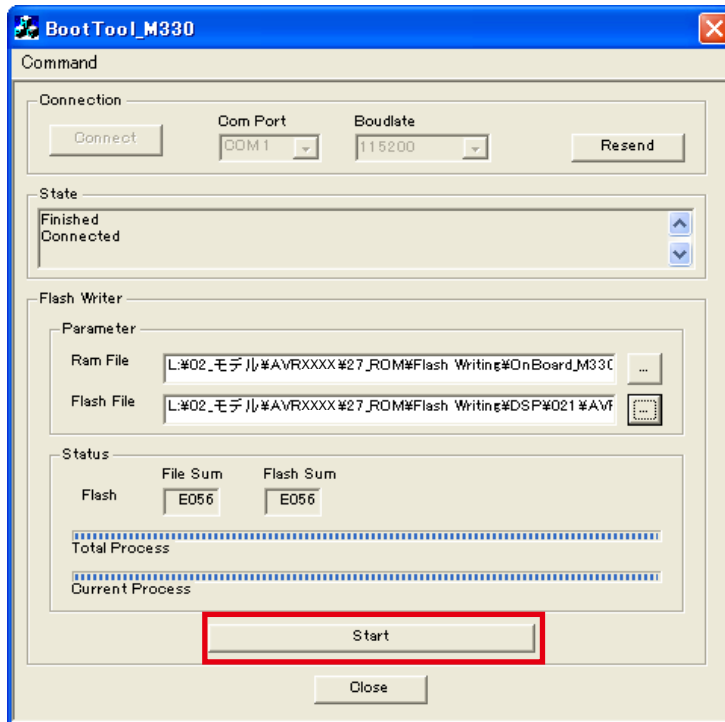 BootTool_M330
Command
Connection
Connect
Com Port
COM1
Boudlate
115200
Resend
State
Finished
Connected
Flash Writer
Parameter
Ram File
L:¥02_モデル¥AVRXXXX¥27_ROM¥Flash Writing¥OnBoard_M330
...
Flash File
L:¥02_モデル¥AVRXXXX¥27_ROM¥Flash Writing¥DSP¥021¥AVR
...
Status
File Sum
Flash Sum
Flash
E056
E056
Total Process
Current Process
Start
Close